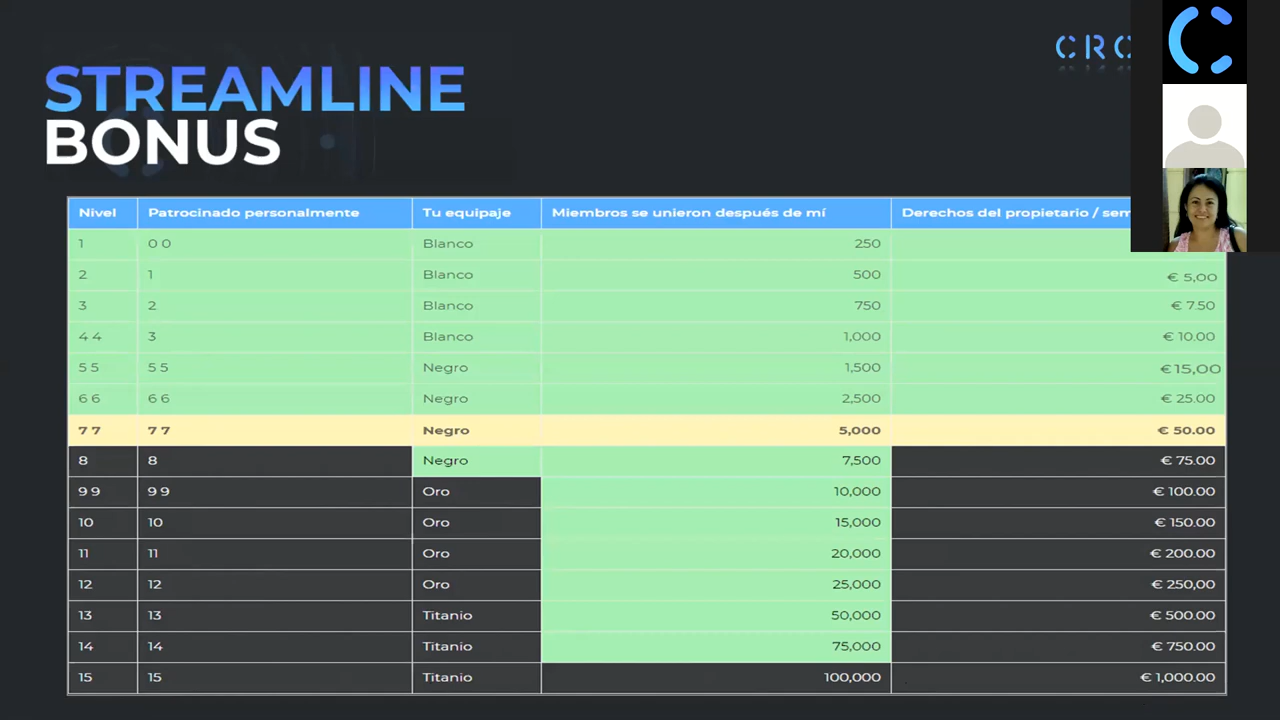 STREAMLINE
BONUS
CRO
Nivel Patrocinado personalmente Tu equipaje Miembros se unieron después de mí Derechos del propietario / sem
1 0 0 Blanco 250
2 1 Blanco 500 € 5,00
3 2 Blanco 750 € 7.50
4 4 3 Blanco 1,000 € 10.00
5 5 5 5 Negro 1,500 € 15,00
6 6 6 6 Negro 2,500 € 25.00
7 7 7 7 Negro 5,000 € 50.00
8 8 Negro 7,500 € 75.00
9 9 9 9 Oro 10,000 € 100.00
10 10 Oro 15,000 € 150.00
11 11 Oro 20,000 € 200.00
12 12 Oro 25,000 € 250,00
13 13 Titanio 50,000 € 500.00
14 14 Titanio 75,000 € 750.00
15 15 Titanio 100,000 € 1,000.00